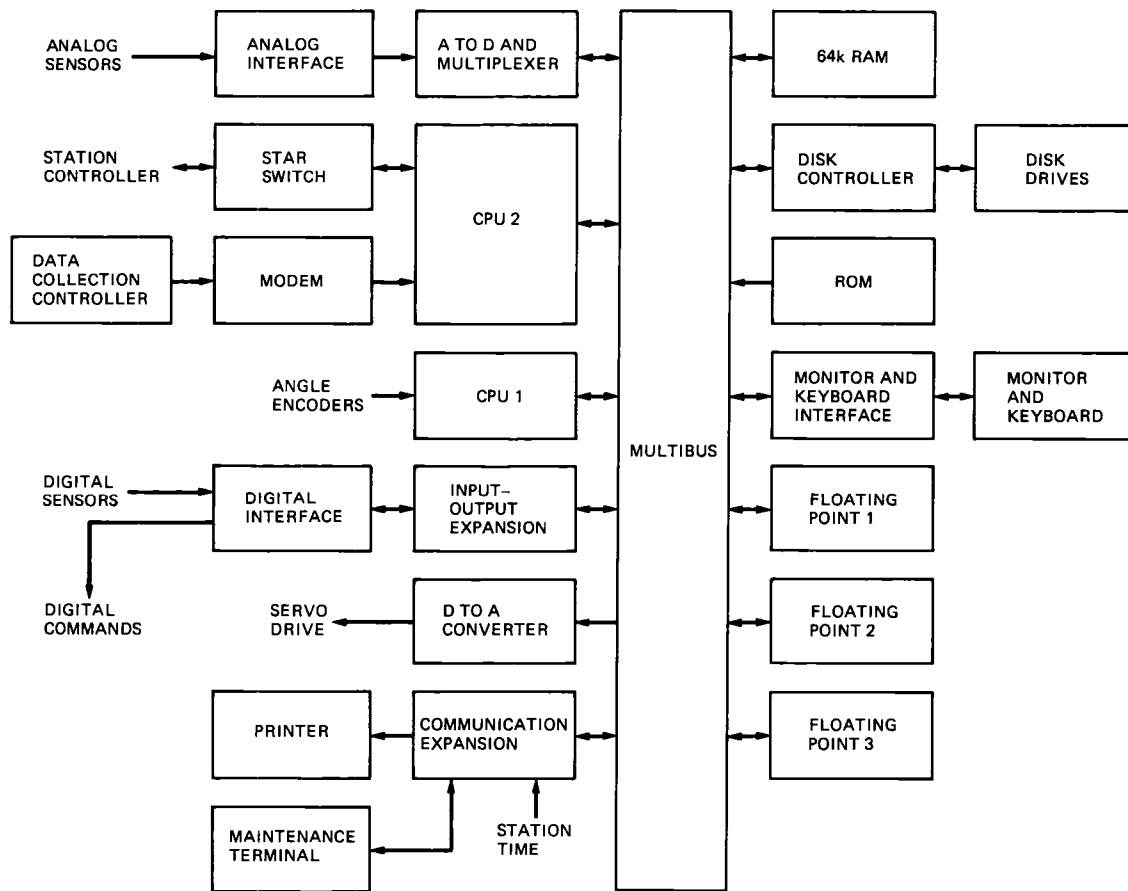 ANALOG
SENSORS
ANALOG
INTERFACE
A TO D AND
MULTIPLEXER
64k RAM
STATION
CONTROLLER
STAR
SWITCH
CPU 2
DISK
CONTROLLER
DISK
DRIVES
DATA
COLLECTION
CONTROLLER
MODEM
ROM
ANGLE
ENCODERS
CPU 1
MULTIBUS
MONITOR AND
KEYBOARD
INTERFACE
MONITOR
AND
KEYBOARD
DIGITAL
SENSORS
DIGITAL
INTERFACE
INPUT–
OUTPUT
EXPANSION
FLOATING
POINT 1
DIGITAL
COMMANDS
SERVO
DRIVE
D TO A
CONVERTER
FLOATING
POINT 2
PRINTER
COMMUNICATION
EXPANSION
FLOATING
POINT 3
MAINTENANCE
TERMINAL
STATION
TIME